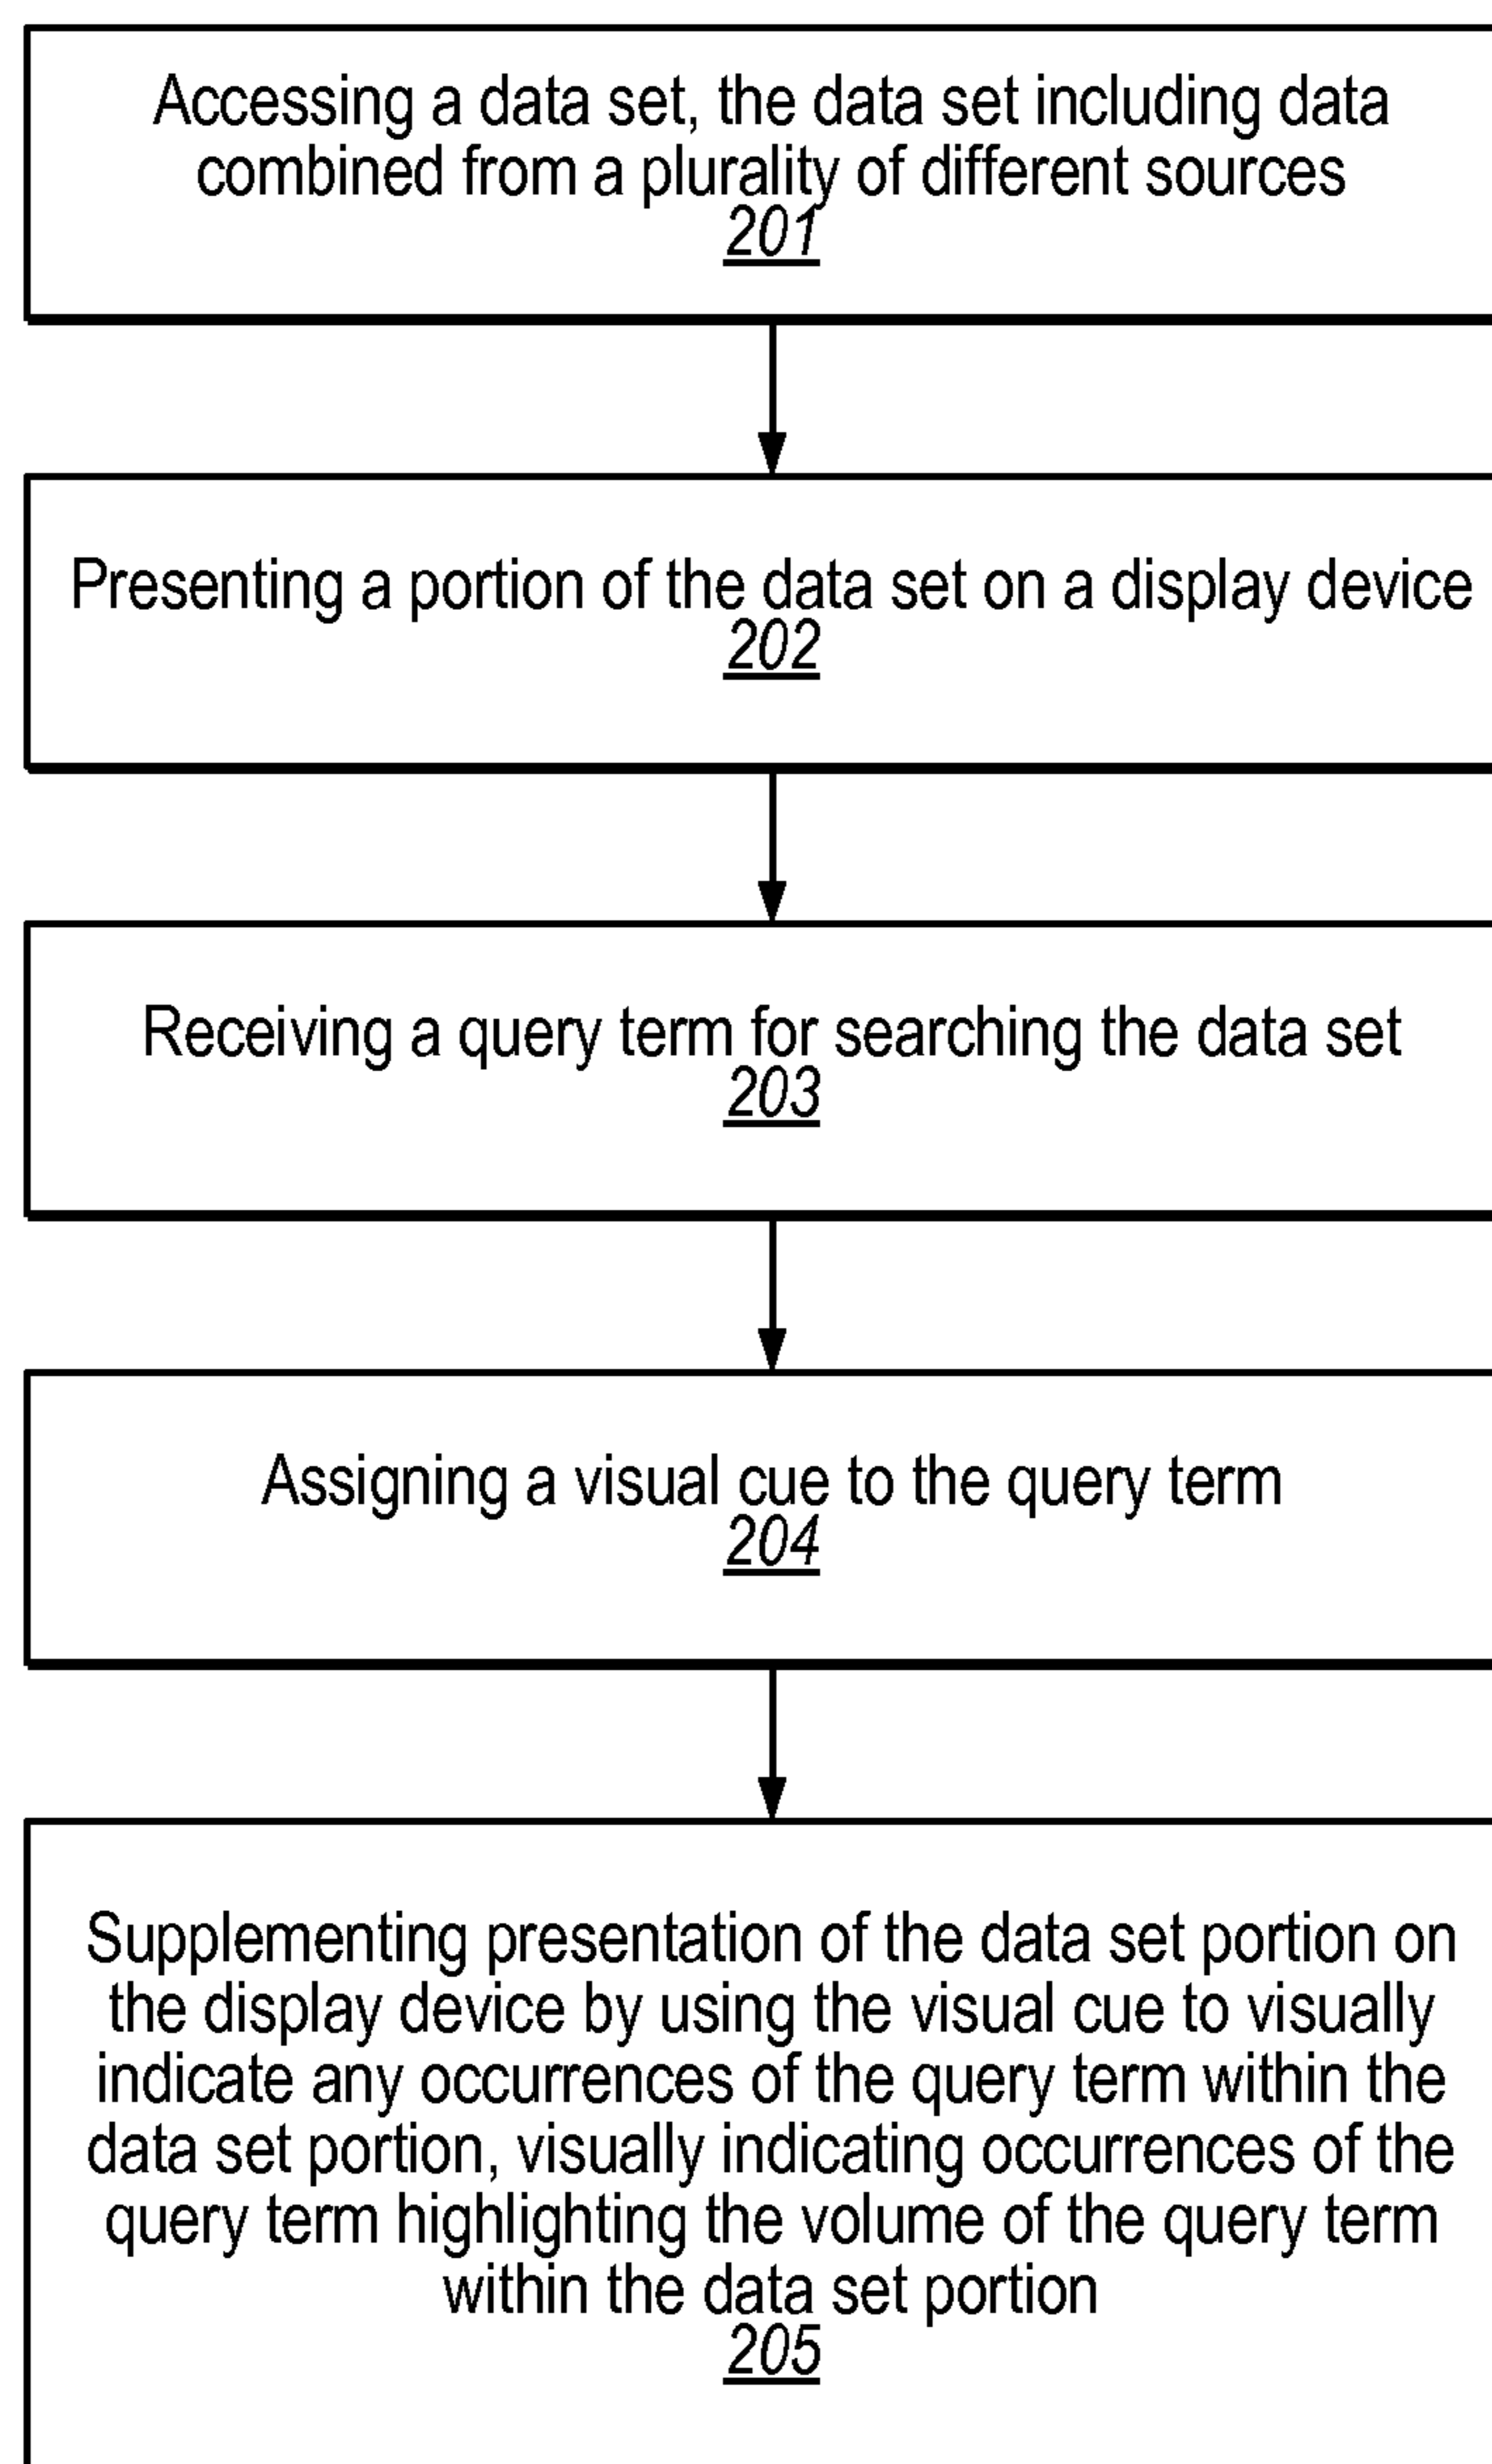 Accessing a data set, the data set including data
combined from a plurality of different sources
201
Presenting a portion of the data set on a display device
202
Receiving a query term for searching the data set
203
Assigning a visual cue to the query term
204
Supplementing presentation of the data set portion on
the display device by using the visual cue to visually
indicate any occurrences of the query term within the
data set portion, visually indicating occurrences of the
query term highlighting the volume of the query term
within the data set portion
205